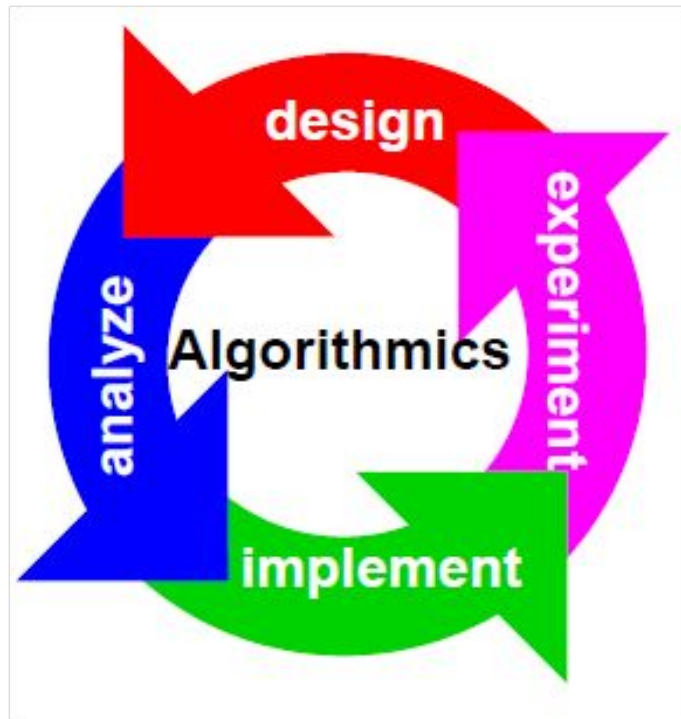 design
experiment
analyze
Algorithmics
implement